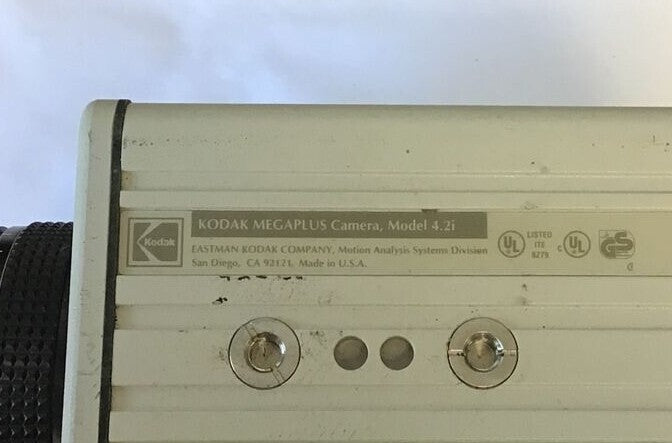 KODAK MEGAPLUS Camera, Model 4.2i
Kodak
EASTMAN KODAK COMPANY, Motion Analysis Systems Division
San Diego, CA 92121. Made in U.S.A.
UL LISTED C UL GS
ITE
8279